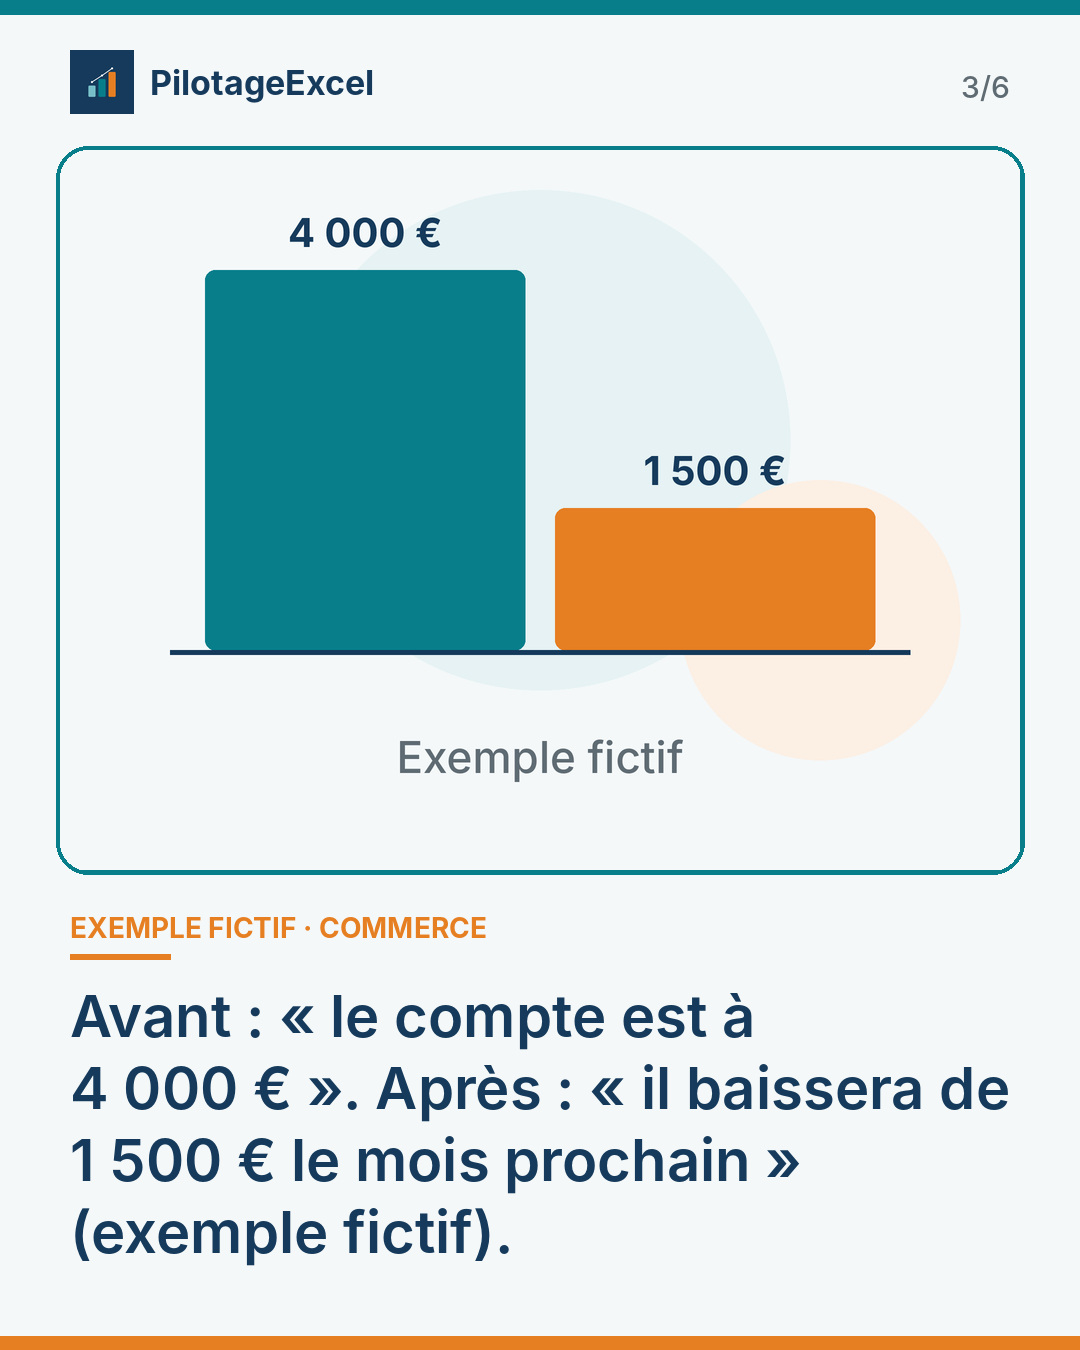 PilotageExcel
3/6
4 000 €
1 500 €
Exemple fictif
EXEMPLE FICTIF · COMMERCE
Avant : « le compte est à
4 000 € ». Après : « il baissera de
1 500 € le mois prochain »
(exemple fictif).